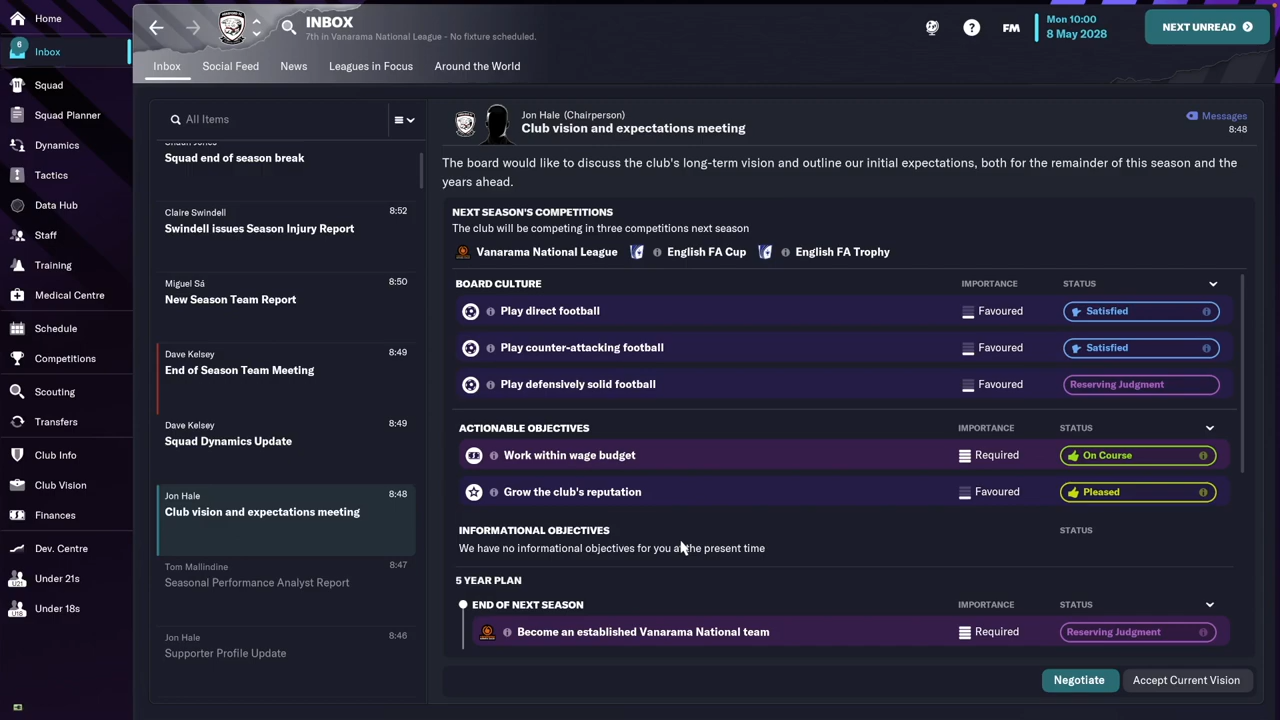 Home
Inbox
6
Squad
Squad Planner
Dynamics
Tactics
Data Hub
Staff
Training
Medical Centre
Schedule
Competitions
Scouting
Transfers
Club Info
Club Vision
Finances
Dev. Centre
Under 21s
U21
Under 18s
U18
INBOX
7th in Vanarama National League - No fixture scheduled.
FM
Mon 10:00
8 May 2028
NEXT UNREAD
Inbox
Social Feed
News
Leagues in Focus
Around the World
All Items
Squad end of season break
Claire Swindell
8:52
Swindell issues Season Injury Report
Miguel Sá
8:50
New Season Team Report
Dave Kelsey
8:49
End of Season Team Meeting
Dave Kelsey
8:49
Squad Dynamics Update
Jon Hale
8:48
Club vision and expectations meeting
Tom Mallindine
8:47
Seasonal Performance Analyst Report
Jon Hale
8:46
Supporter Profile Update
Jon Hale (Chairperson)
Club vision and expectations meeting
Messages
8:48
The board would like to discuss the club's long-term vision and outline our initial expectations, both for the remainder of this season and the
years ahead.
NEXT SEASON'S COMPETITIONS
The club will be competing in three competitions next season
Vanarama National League English FA Cup English FA Trophy
BOARD CULTURE IMPORTANCE STATUS
Play direct football Favoured Satisfied
Play counter-attacking football Favoured Satisfied
Play defensively solid football Favoured Reserving Judgment
ACTIONABLE OBJECTIVES IMPORTANCE STATUS
Work within wage budget Required On Course
Grow the club's reputation Favoured Pleased
INFORMATIONAL OBJECTIVES STATUS
We have no informational objectives for you at the present time
5 YEAR PLAN
END OF NEXT SEASON IMPORTANCE STATUS
Become an established Vanarama National team Required Reserving Judgment
Negotiate
Accept Current Vision